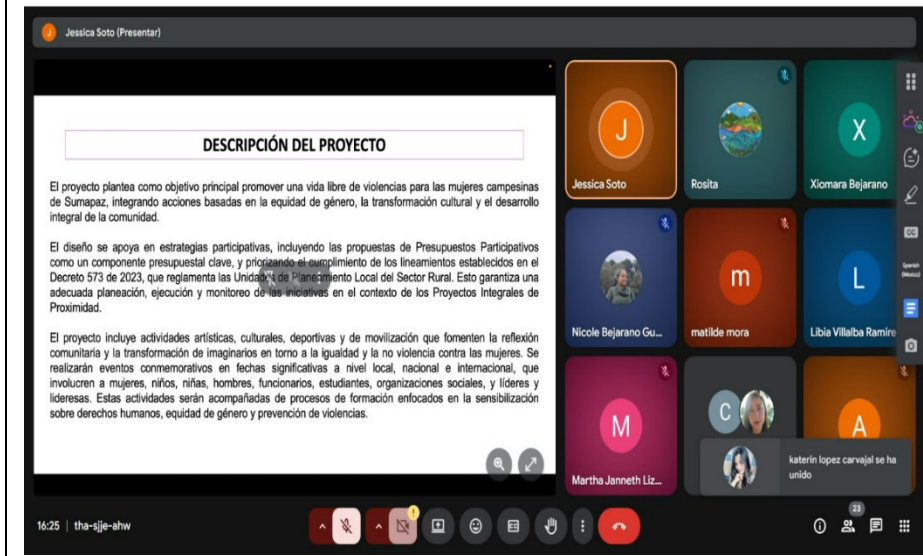 J
Jessica Soto (Presentar)
DESCRIPCIÓN DEL PROYECTO
El proyecto plantea como objetivo principal promover una vida libre de violencias para las mujeres campesinas
de Sumapaz, integrando acciones basadas en la equidad de género, la transformación cultural y el desarrollo
integral de la comunidad.
El diseño se apoya en estrategias participativas, incluyendo las propuestas de Presupuestos Participativos
como un componente presupuestal clave, y priorizando el cumplimiento de los lineamientos establecidos en el
Decreto 573 de 2023, que reglamenta las Unidades de Planeamiento Local del Sector Rural. Esto garantiza una
adecuada planeación, ejecución y monitoreo de las iniciativas en el contexto de los Proyectos Integrales de
Proximidad.
El proyecto incluye actividades artísticas, culturales, deportivas y de movilización que fomenten la reflexión
comunitaria y la transformación de imaginarios en torno a la igualdad y la no violencia contra las mujeres. Se
realizarán eventos conmemorativos en fechas significativas a nivel local, nacional e internacional, que
involucren a mujeres, niños, niñas, hombres, funcionarios, estudiantes, organizaciones sociales, y líderes y
lideresas. Estas actividades serán acompañadas de procesos de formación enfocados en la sensibilización
sobre derechos humanos, equidad de género y prevención de violencias.
J
Jessica Soto
Rosita
X
Xiomara Bejarano
Nicole Bejarano Gu...
m
matilde mora
L
Libia Villalba Ramire
M
Martha Janneth Liz...
C
A
katerin lopez carvajal se ha
unido
CC
Spanish
(Mexico)
16:25 | tha-sjje-ahw
23